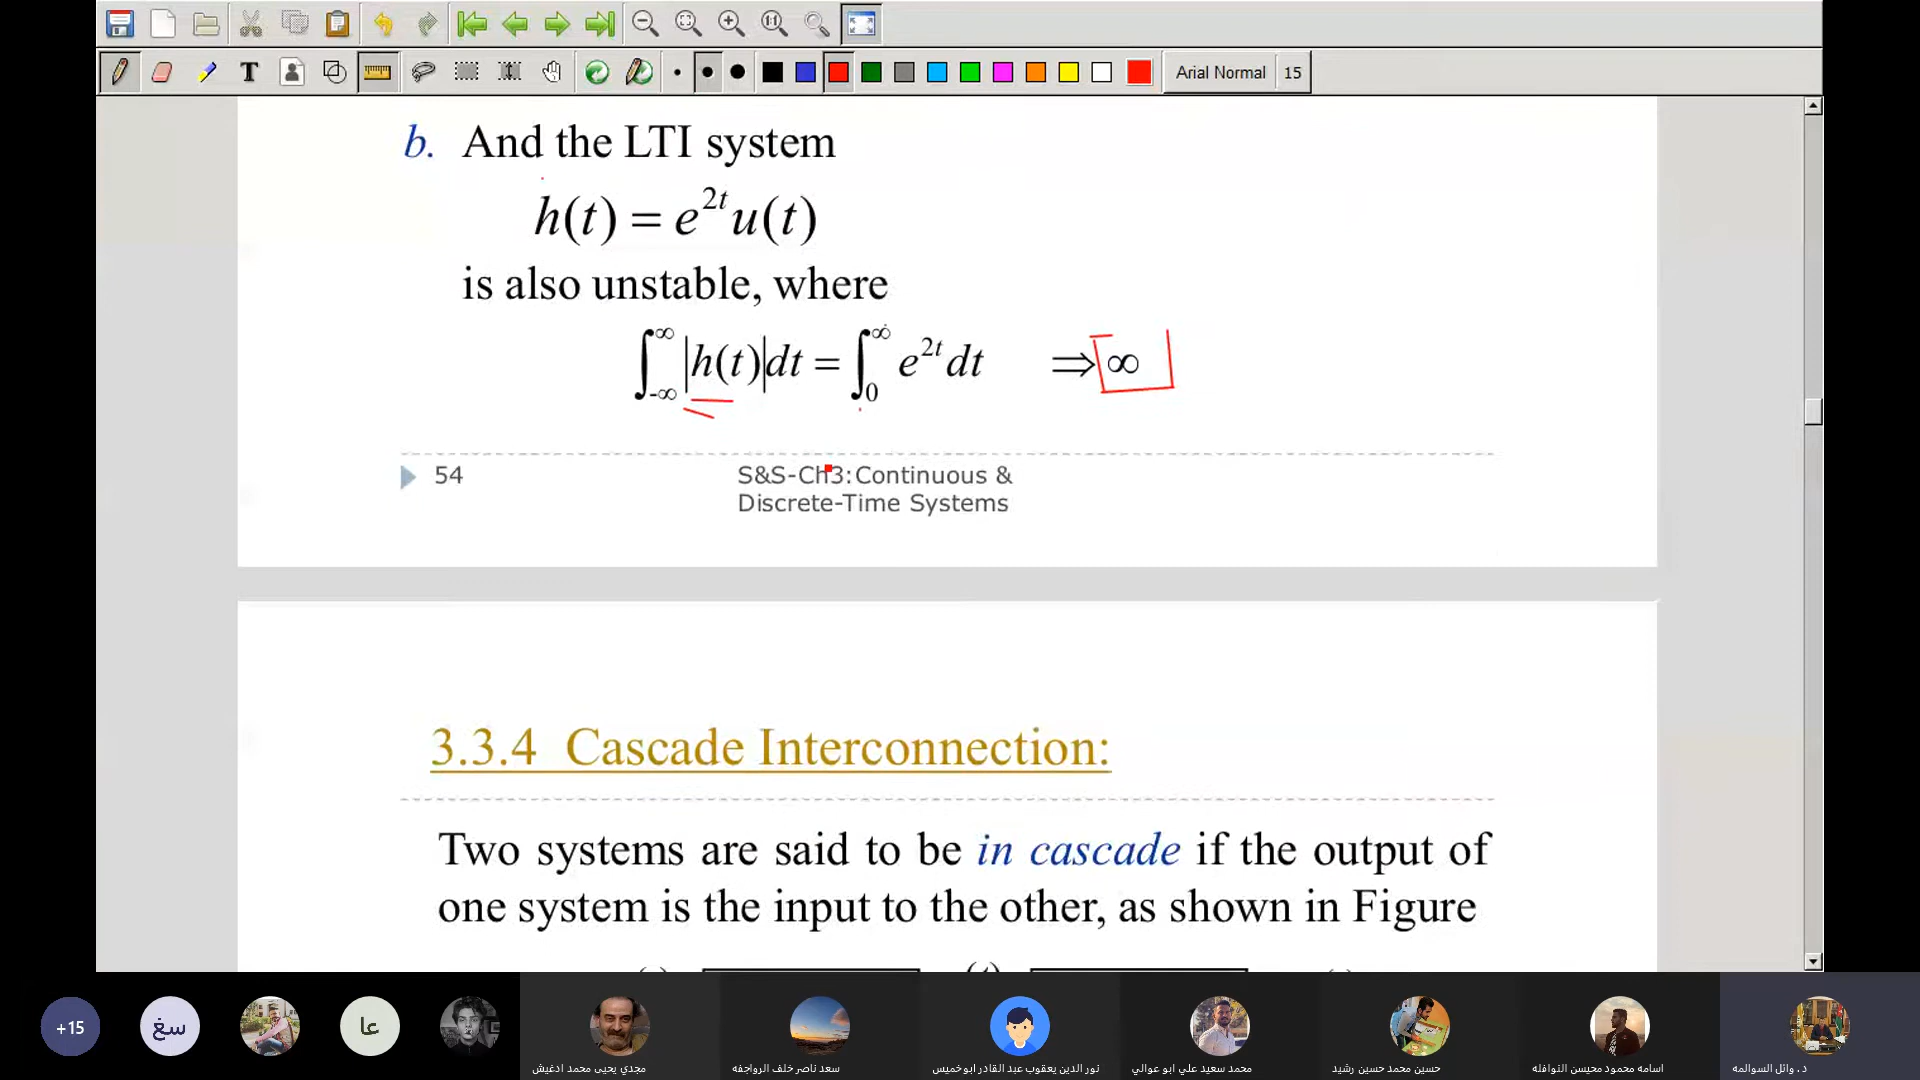 T
Arial Normal 15
b. And the LTI system
h(t) = e^{2t}u(t)
is also unstable, where
∫_{-∞}^{∞} |h(t)|dt = ∫_{0}^{∞} e^{2t} dt ⇒ ∞
54
S&S-Ch3: Continuous &
Discrete-Time Systems
3.3.4 Cascade Interconnection:
Two systems are said to be in cascade if the output of
one system is the input to the other, as shown in Figure
+15
سغ
عا
مجدي يحيى محمد ادغيش
سعد ناصر خلف الرواجفه
نور الدين يعقوب عبد القادر ابوخميس
محمد سعيد علي ابو عوالي
حسين محمد حسين رشيد
اسامه محمود محيسن النوافله
د. وائل السوالمه